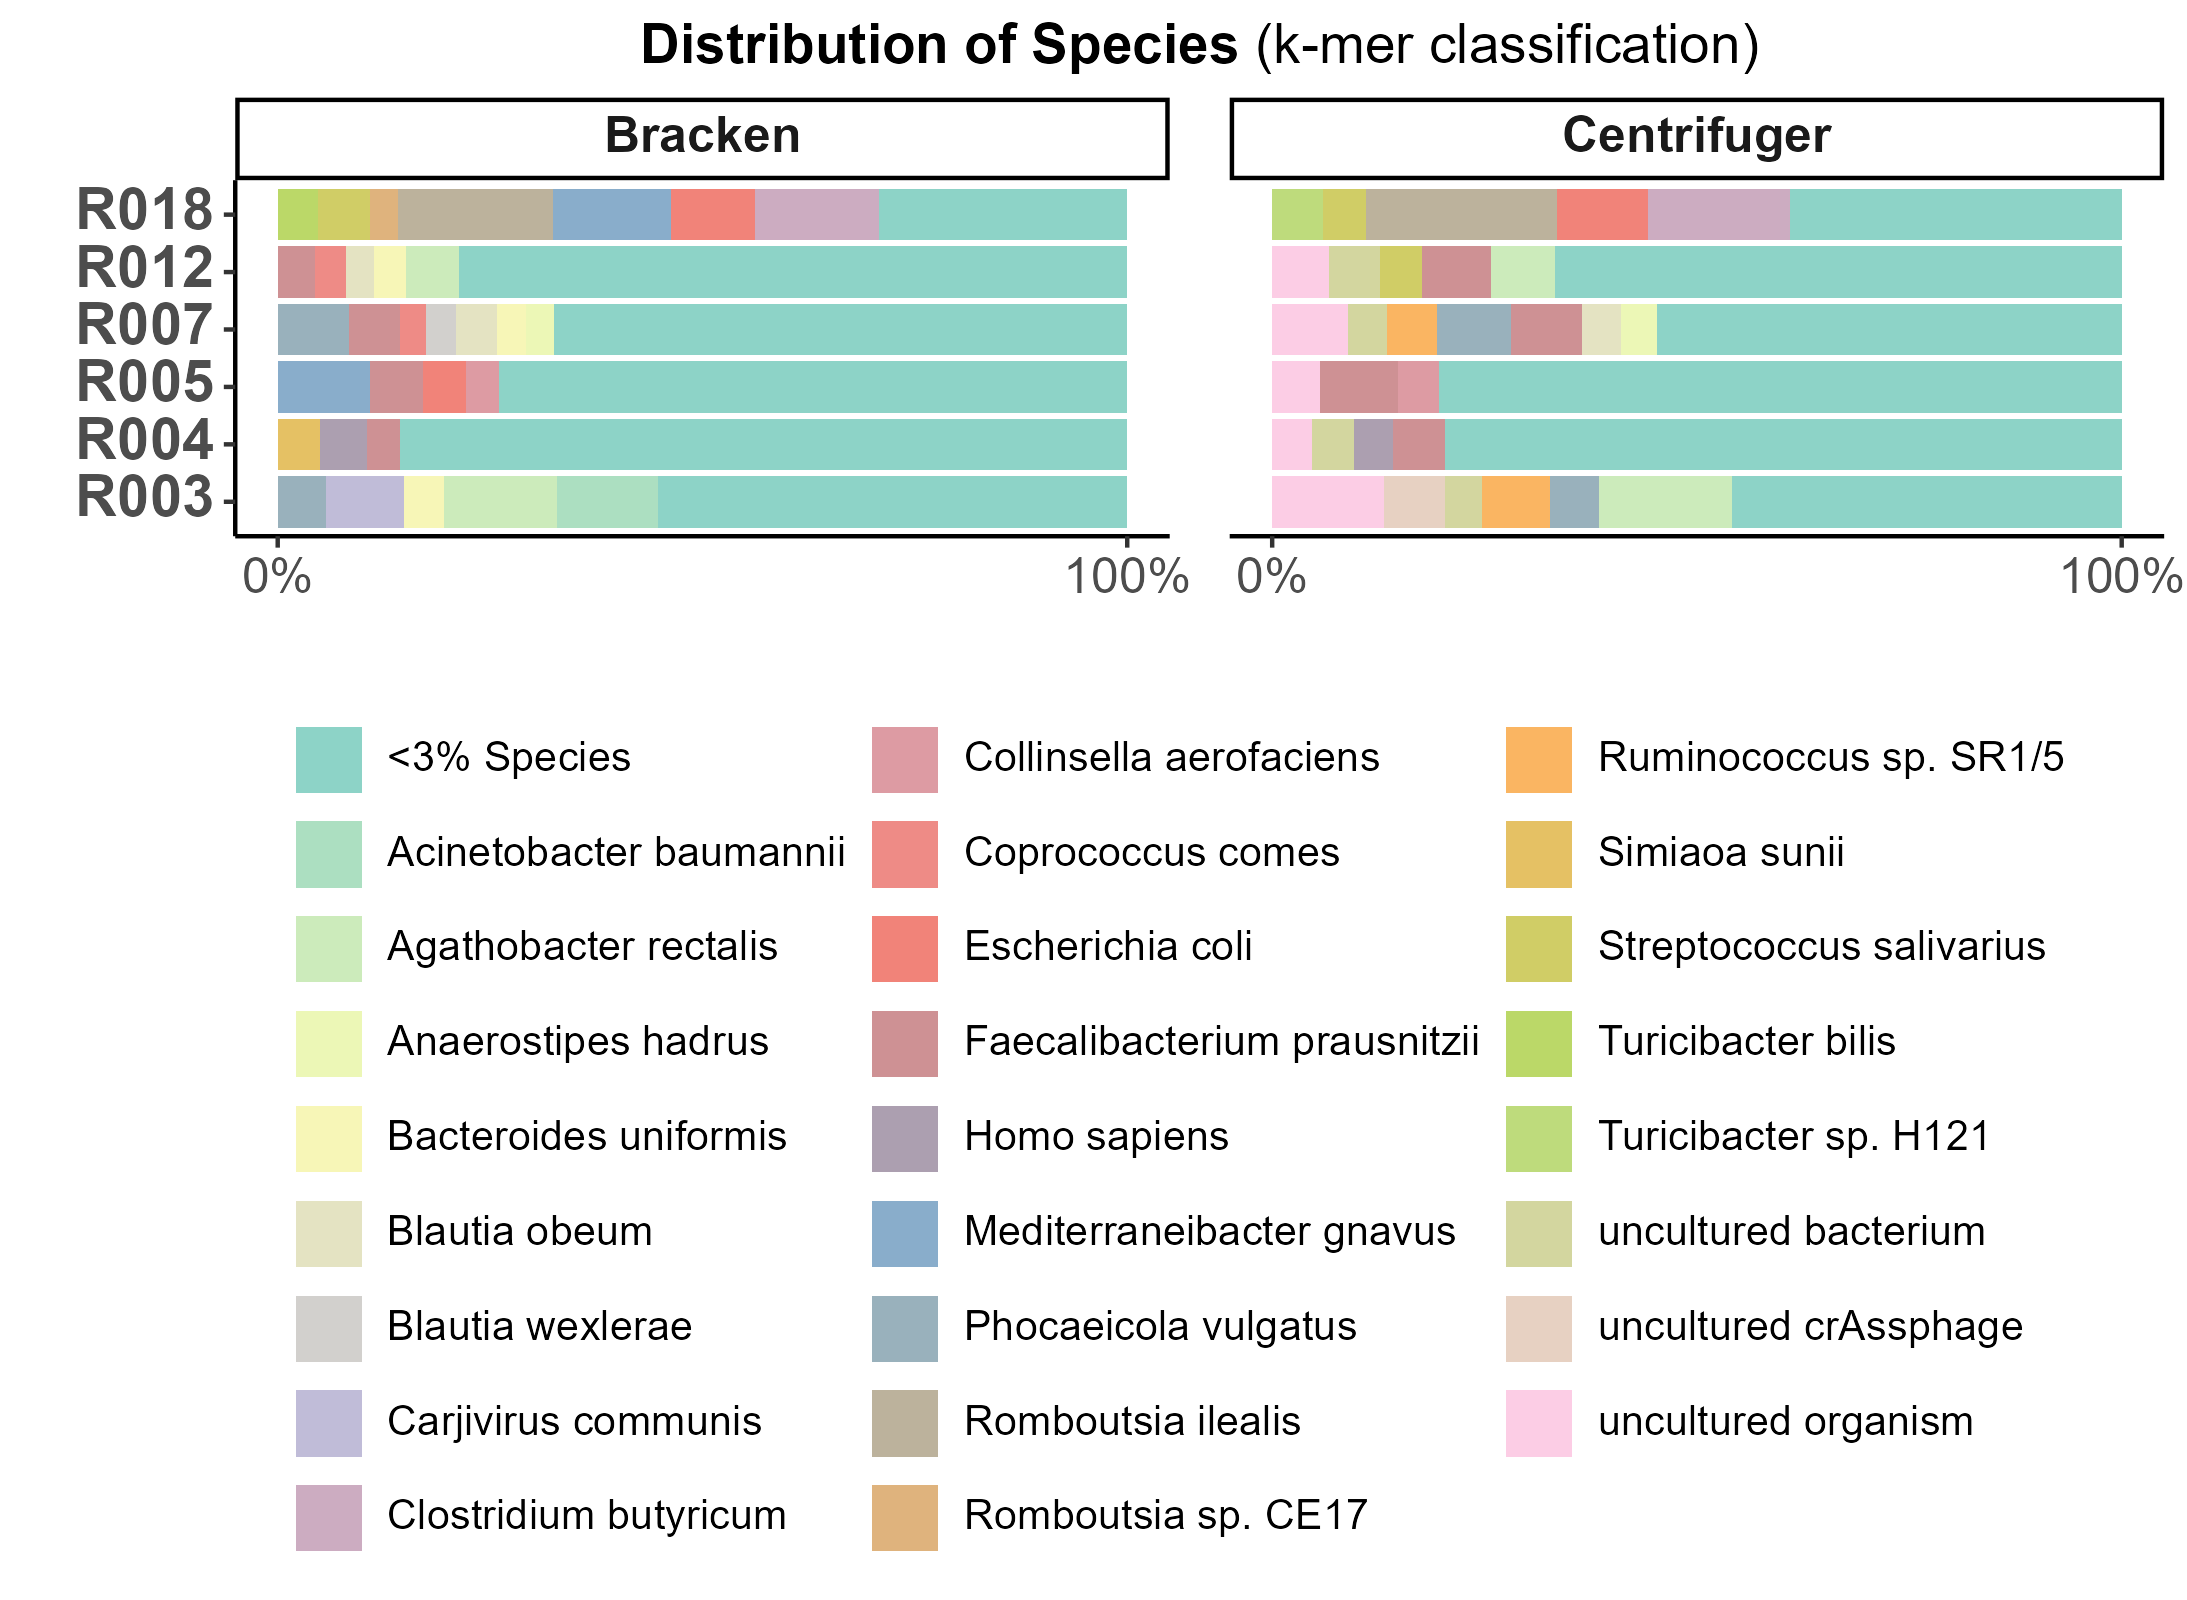 Distribution of Species (k-mer classification)
Bracken
Centrifuger
R018
R012
R007
R005
R004
R003
0%
100%
0%
100%
<3% Species
Acinetobacter baumannii
Agathobacter rectalis
Anaerostipes hadrus
Bacteroides uniformis
Blautia obeum
Blautia wexlerae
Carjivirus communis
Clostridium butyricum
Collinsella aerofaciens
Coprococcus comes
Escherichia coli
Faecalibacterium prausnitzii
Homo sapiens
Mediterraneibacter gnavus
Phocaeicola vulgatus
Romboutsia ilealis
Romboutsia sp. CE17
Ruminococcus sp. SR1/5
Simiaoa sunii
Streptococcus salivarius
Turicibacter bilis
Turicibacter sp. H121
uncultured bacterium
uncultured crAssphage
uncultured organism